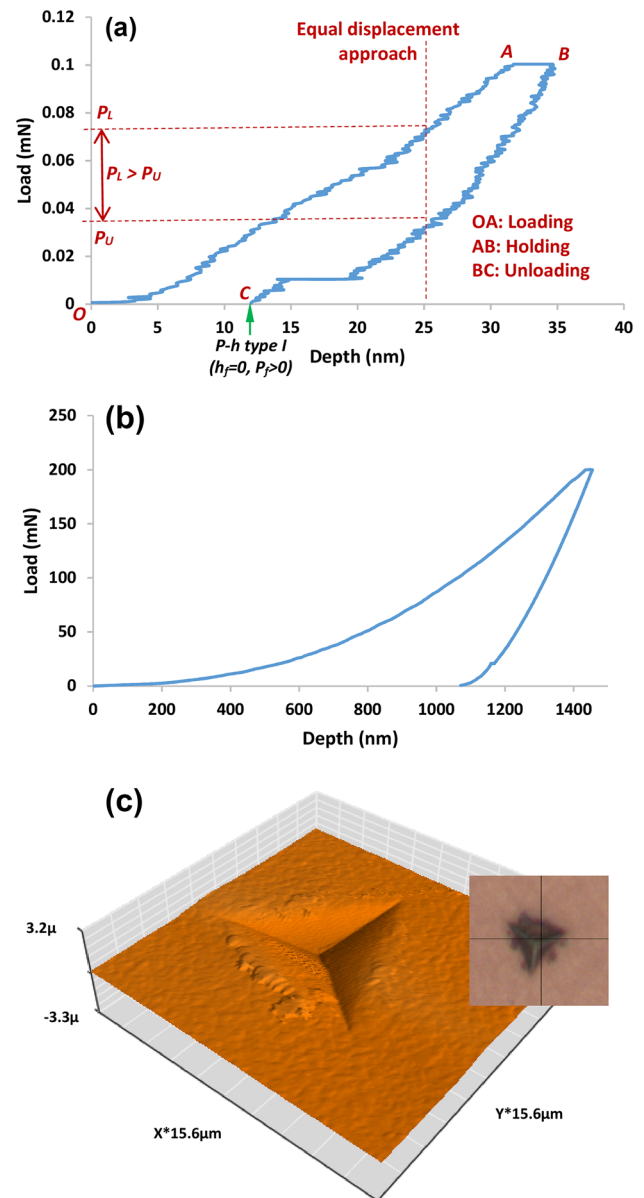 (a)
Equal displacement
approach
A
B
0.12
0.1
0.08
0.06
0.04
0.02
0
Load (mN)
P_L
P_L > P_U
P_U
OA: Loading
AB: Holding
BC: Unloading
C
O
0 5 10 15 20 25 30 35 40
P-h type I
(h_f=0, P_f>0)
Depth (nm)
(b)
250
200
150
100
50
0
Load (mN)
0 200 400 600 800 1000 1200 1400
Depth (nm)
(c)
3.2µ
-3.3µ
X*15.6µm
Y*15.6µm